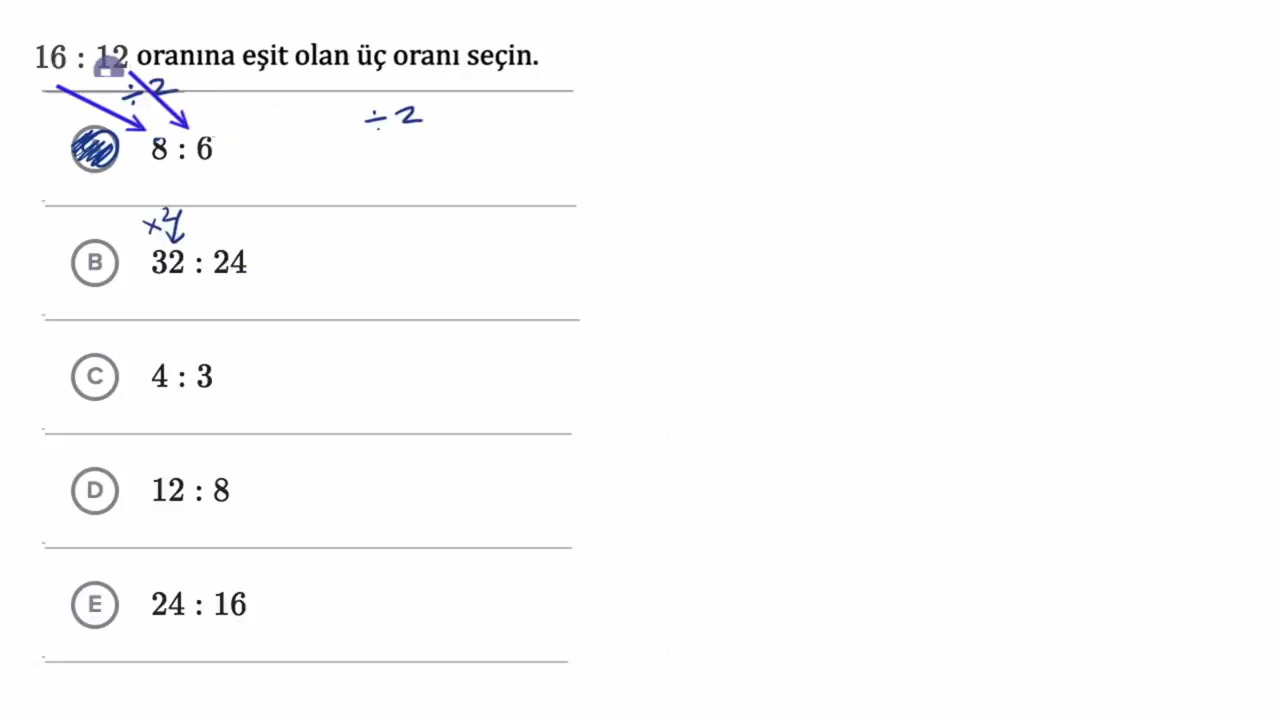 16 : 12 oranına eşit olan üç oranı seçin.
÷2
÷2
8 : 6
×2
B 32 : 24
C 4 : 3
D 12 : 8
E 24 : 16